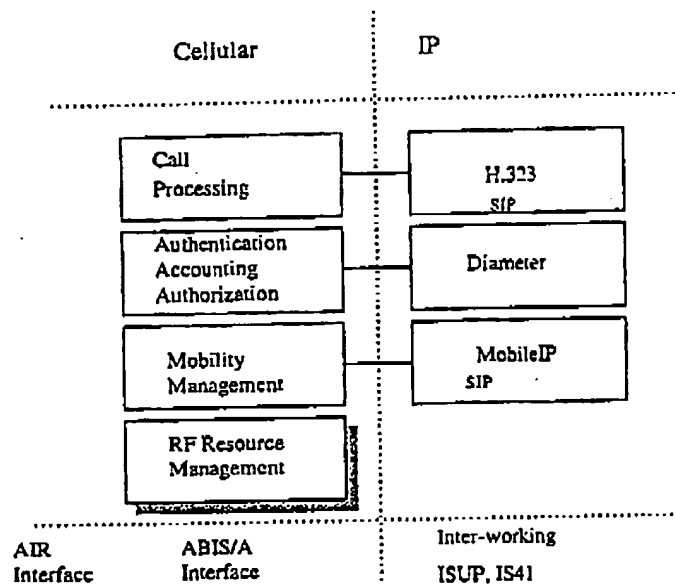 Cellular
IP
Call
Processing
H.323
SIP
Authentication
Accounting
Authorization
Diameter
Mobility
Management
MobileIP
SIP
RF Resource
Management
AIR
Interface
ABIS/A
Interface
Inter-working
ISUP, IS41